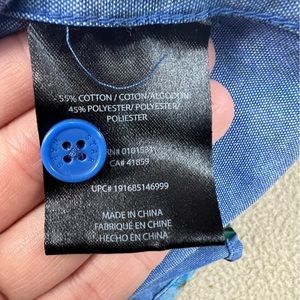 55% COTTON / COTON/ALGODON
45% POLYESTER/ POLYESTER/
POLIESTER
CA# 41859
UPC# 191685146999
MADE IN CHINA
FABRIQUÉ EN CHINE
HECHO EN CHINA